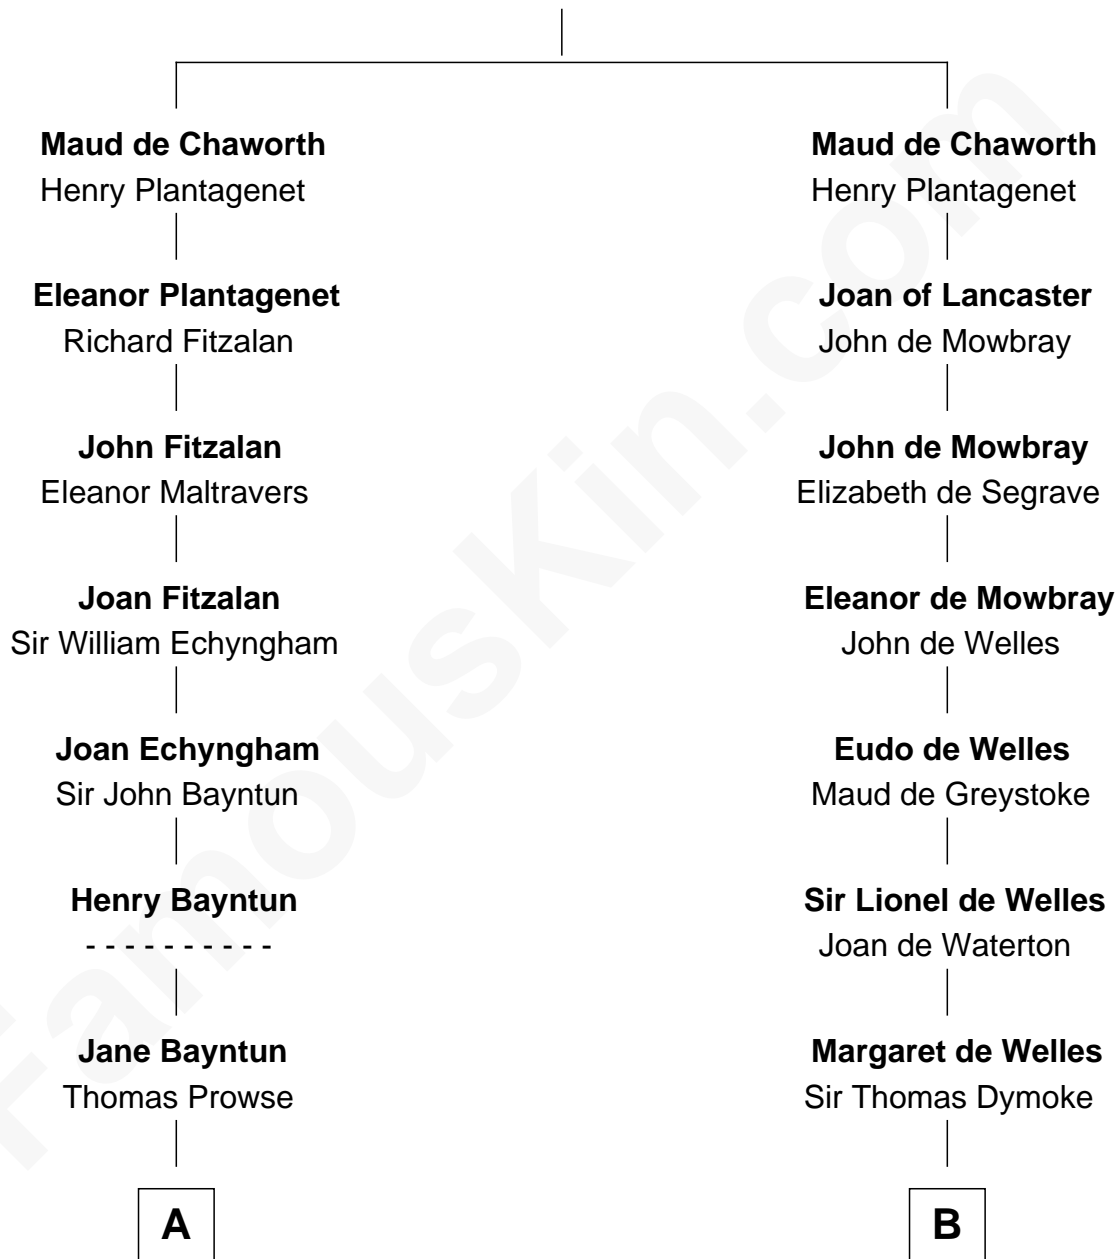 Maud de Chaworth
Henry Plantagenet
Eleanor Plantagenet
Richard Fitzalan
John Fitzalan
Eleanor Maltravers
Joan Fitzalan
Sir William Echyngham
Joan Echyngham
Sir John Bayntun
Henry Bayntun
- - - - - - - - - -
Jane Bayntun
Thomas Prowse
A
Maud de Chaworth
Henry Plantagenet
Joan of Lancaster
John de Mowbray
John de Mowbray
Elizabeth de Segrave
Eleanor de Mowbray
John de Welles
Eudo de Welles
Maud de Greystoke
Sir Lionel de Welles
Joan de Waterton
Margaret de Welles
Sir Thomas Dymoke
B
FamousKin.com